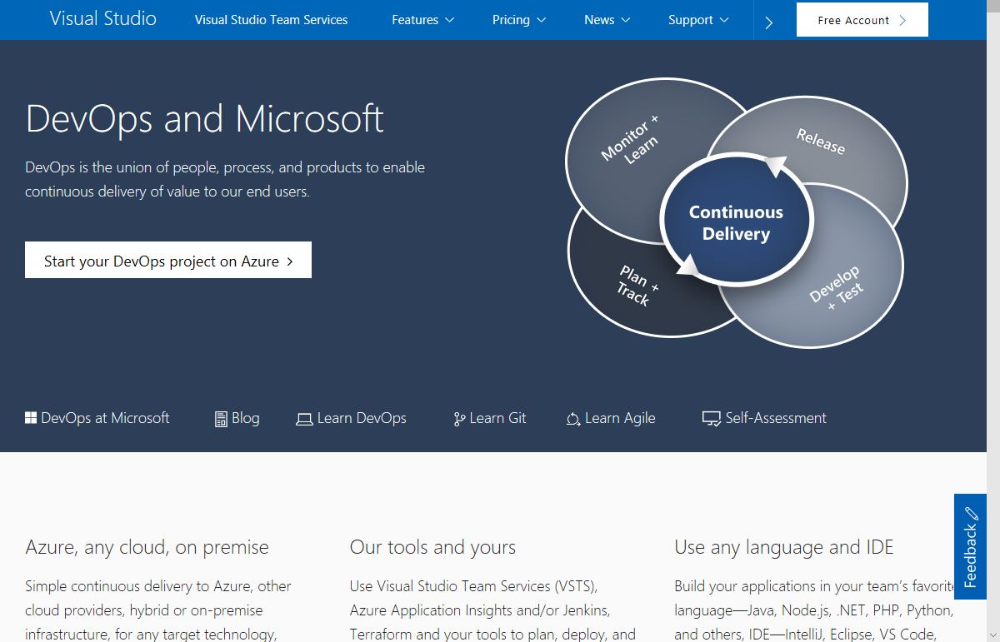 Visual Studio
Visual Studio Team Services
Features
Pricing
News
Support
Free Account
DevOps and Microsoft
DevOps is the union of people, process, and products to enable
continuous delivery of value to our end users.
Start your DevOps project on Azure
Monitor +
Learn
Release
Continuous
Delivery
Plan +
Track
Develop
+ Test
DevOps at Microsoft
Blog
Learn DevOps
Learn Git
Learn Agile
Self-Assessment
Feedback
Azure, any cloud, on premise
Simple continuous delivery to Azure, other
cloud providers, hybrid or on-premise
infrastructure, for any target technology,
Our tools and yours
Use Visual Studio Team Services (VSTS),
Azure Application Insights and/or Jenkins,
Terraform and your tools to plan, deploy, and
Use any language and IDE
Build your applications in your team’s favorite
language—Java, Node.js, .NET, PHP, Python,
and others, IDE—IntelliJ, Eclipse, VS Code,